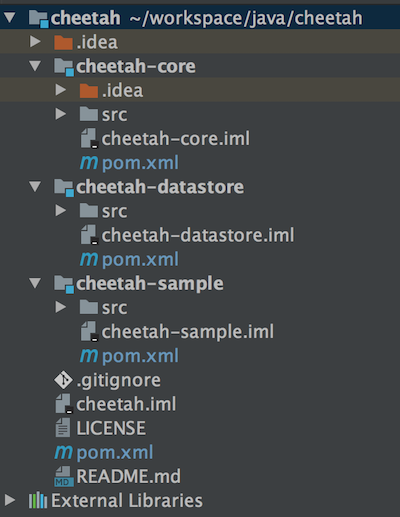 cheetah ~/workspace/java/cheetah
.idea
cheetah-core
.idea
src
cheetah-core.iml
m pom.xml
cheetah-datastore
src
cheetah-datastore.iml
m pom.xml
cheetah-sample
src
cheetah-sample.iml
m pom.xml
.gitignore
cheetah.iml
LICENSE
m pom.xml
MD README.md
External Libraries